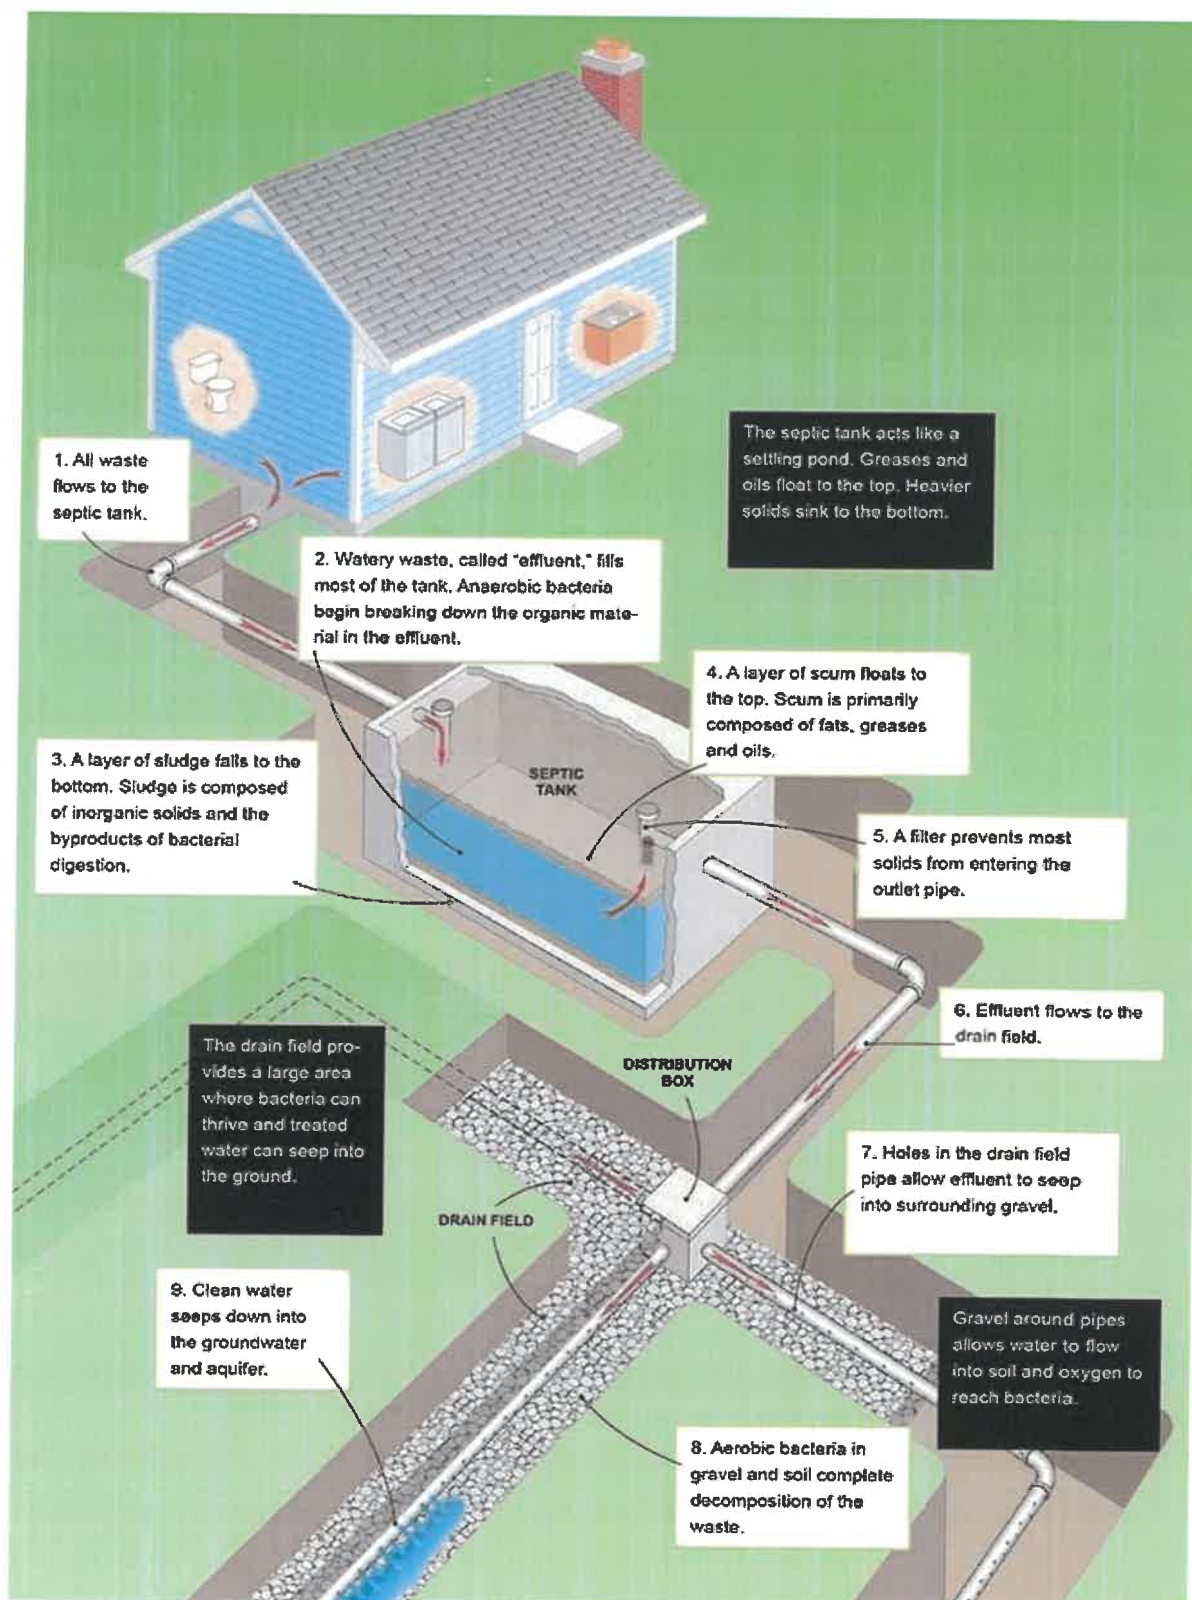 The septic tank acts like a
settling pond. Greases and
oils float to the top. Heavier
solids sink to the bottom.
1. All waste
flows to the
septic tank.
2. Watery waste, called "effluent," fills
most of the tank. Anaerobic bacteria
begin breaking down the organic mate-
rial in the effluent.
4. A layer of scum floats to
the top. Scum is primarily
composed of fats, greases
and oils.
3. A layer of sludge falls to the
bottom. Sludge is composed
of inorganic solids and the
byproducts of bacterial
digestion.
SEPTIC
TANK
5. A filter prevents most
solids from entering the
outlet pipe.
6. Effluent flows to the
drain field.
The drain field pro-
vides a large area
where bacteria can
thrive and treated
water can seep into
the ground.
DISTRIBUTION
BOX
7. Holes in the drain field
pipe allow effluent to seep
into surrounding gravel.
DRAIN FIELD
9. Clean water
seeps down into
the groundwater
and aquifer.
Gravel around pipes
allows water to flow
into soil and oxygen to
reach bacteria.
8. Aerobic bacteria in
gravel and soil complete
decomposition of the
waste.